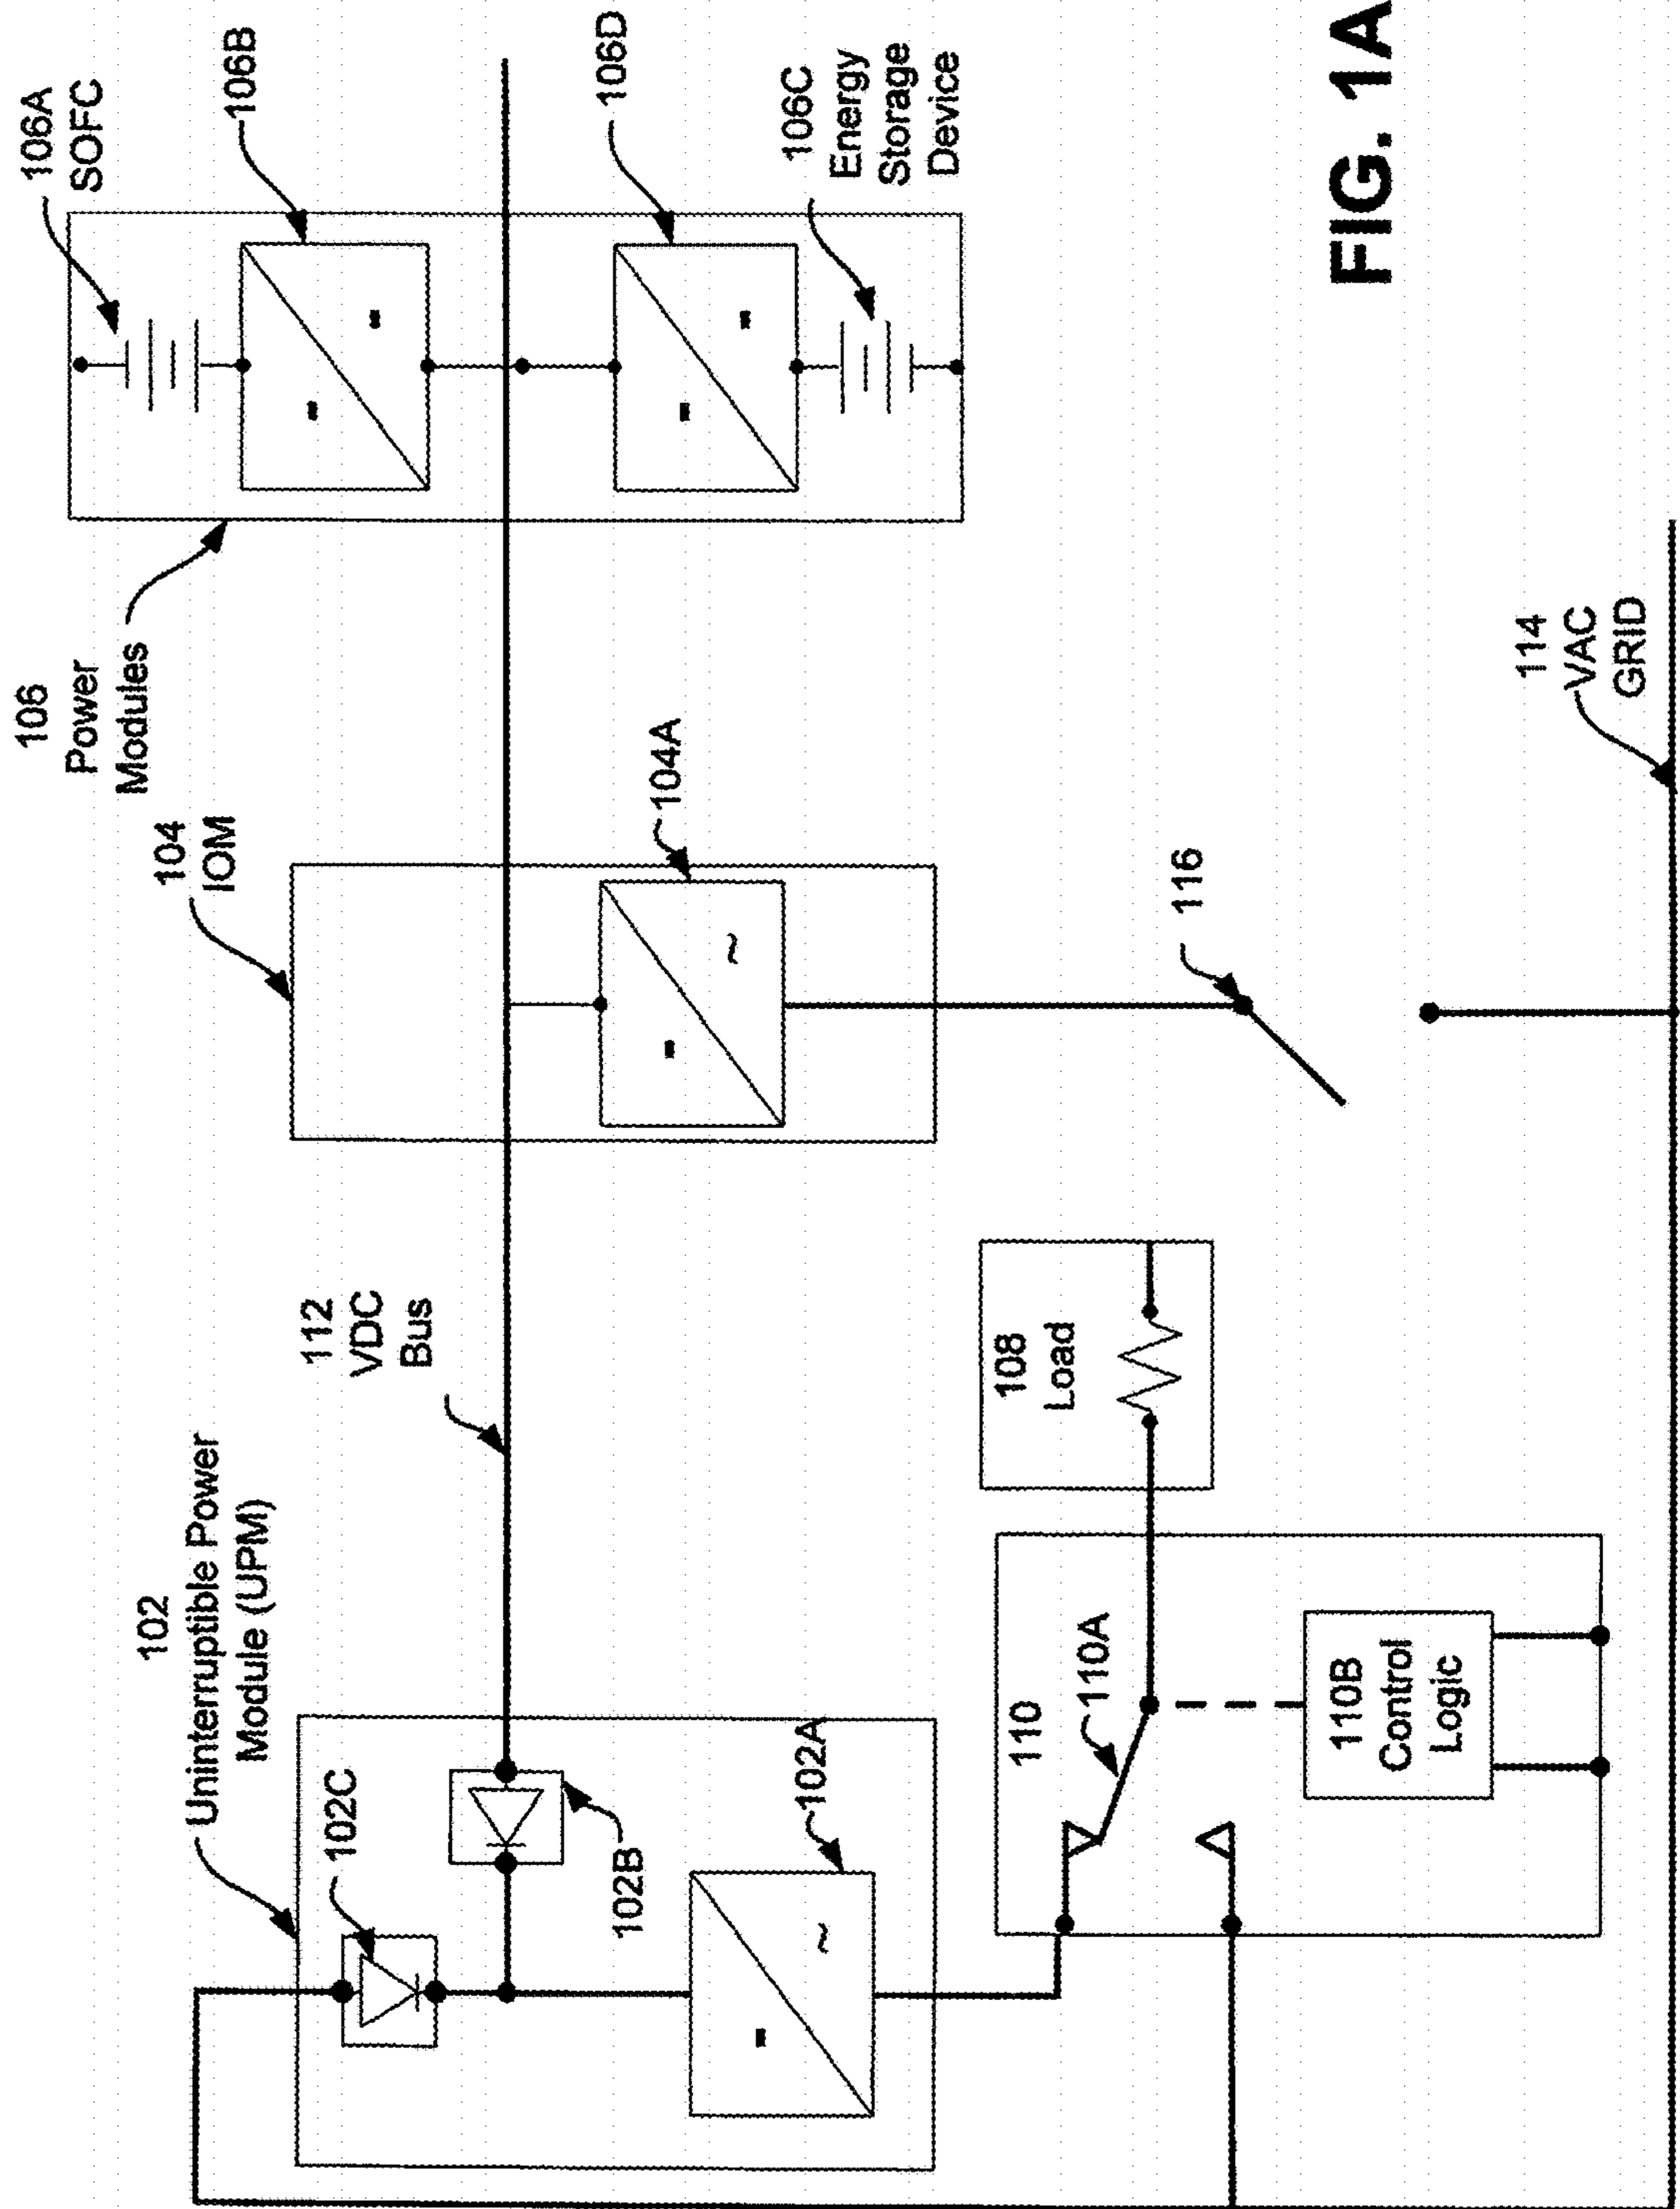 106
Power
Modules
106A
SOFC
106B
106D
106C
Energy
Storage
Device
104
IOM
104A
112
VDC
Bus
102
Uninterruptible Power
Module (UPM)
102C
102B
102A
108
Load
110
110A
110B
Control
Logic
116
114
VAC
GRID
FIG. 1A